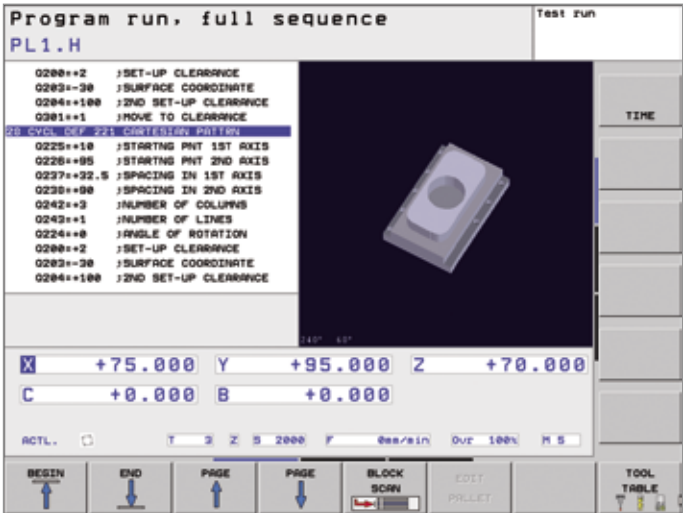 Program run, full sequence
Test run
PL1.H
Q200=+2 ;SET-UP CLEARANCE
Q203=-30 ;SURFACE COORDINATE
Q204=+100 ;2ND SET-UP CLEARANCE
Q301=+1 ;MOVE TO CLEARANCE
28 CYCL DEF 221 CARTESIAN PATTRN
Q225=+10 ;STARTNG PNT 1ST AXIS
Q226=+95 ;STARTNG PNT 2ND AXIS
Q237=+32.5 ;SPACING IN 1ST AXIS
Q238=+90 ;SPACING IN 2ND AXIS
Q242=+3 ;NUMBER OF COLUMNS
Q243=+1 ;NUMBER OF LINES
Q224=+0 ;ANGLE OF ROTATION
Q200=+2 ;SET-UP CLEARANCE
Q203=-30 ;SURFACE COORDINATE
Q204=+100 ;2ND SET-UP CLEARANCE
TIME
240° 60°
X +75.000 Y +95.000 Z +70.000
C +0.000 B +0.000
ACTL. T 3 Z S 2000 F 0mm/min Ovr 100% M 5
BEGIN
END
PAGE
PAGE
BLOCK
SCAN
EDIT
PALLET
TOOL
TABLE